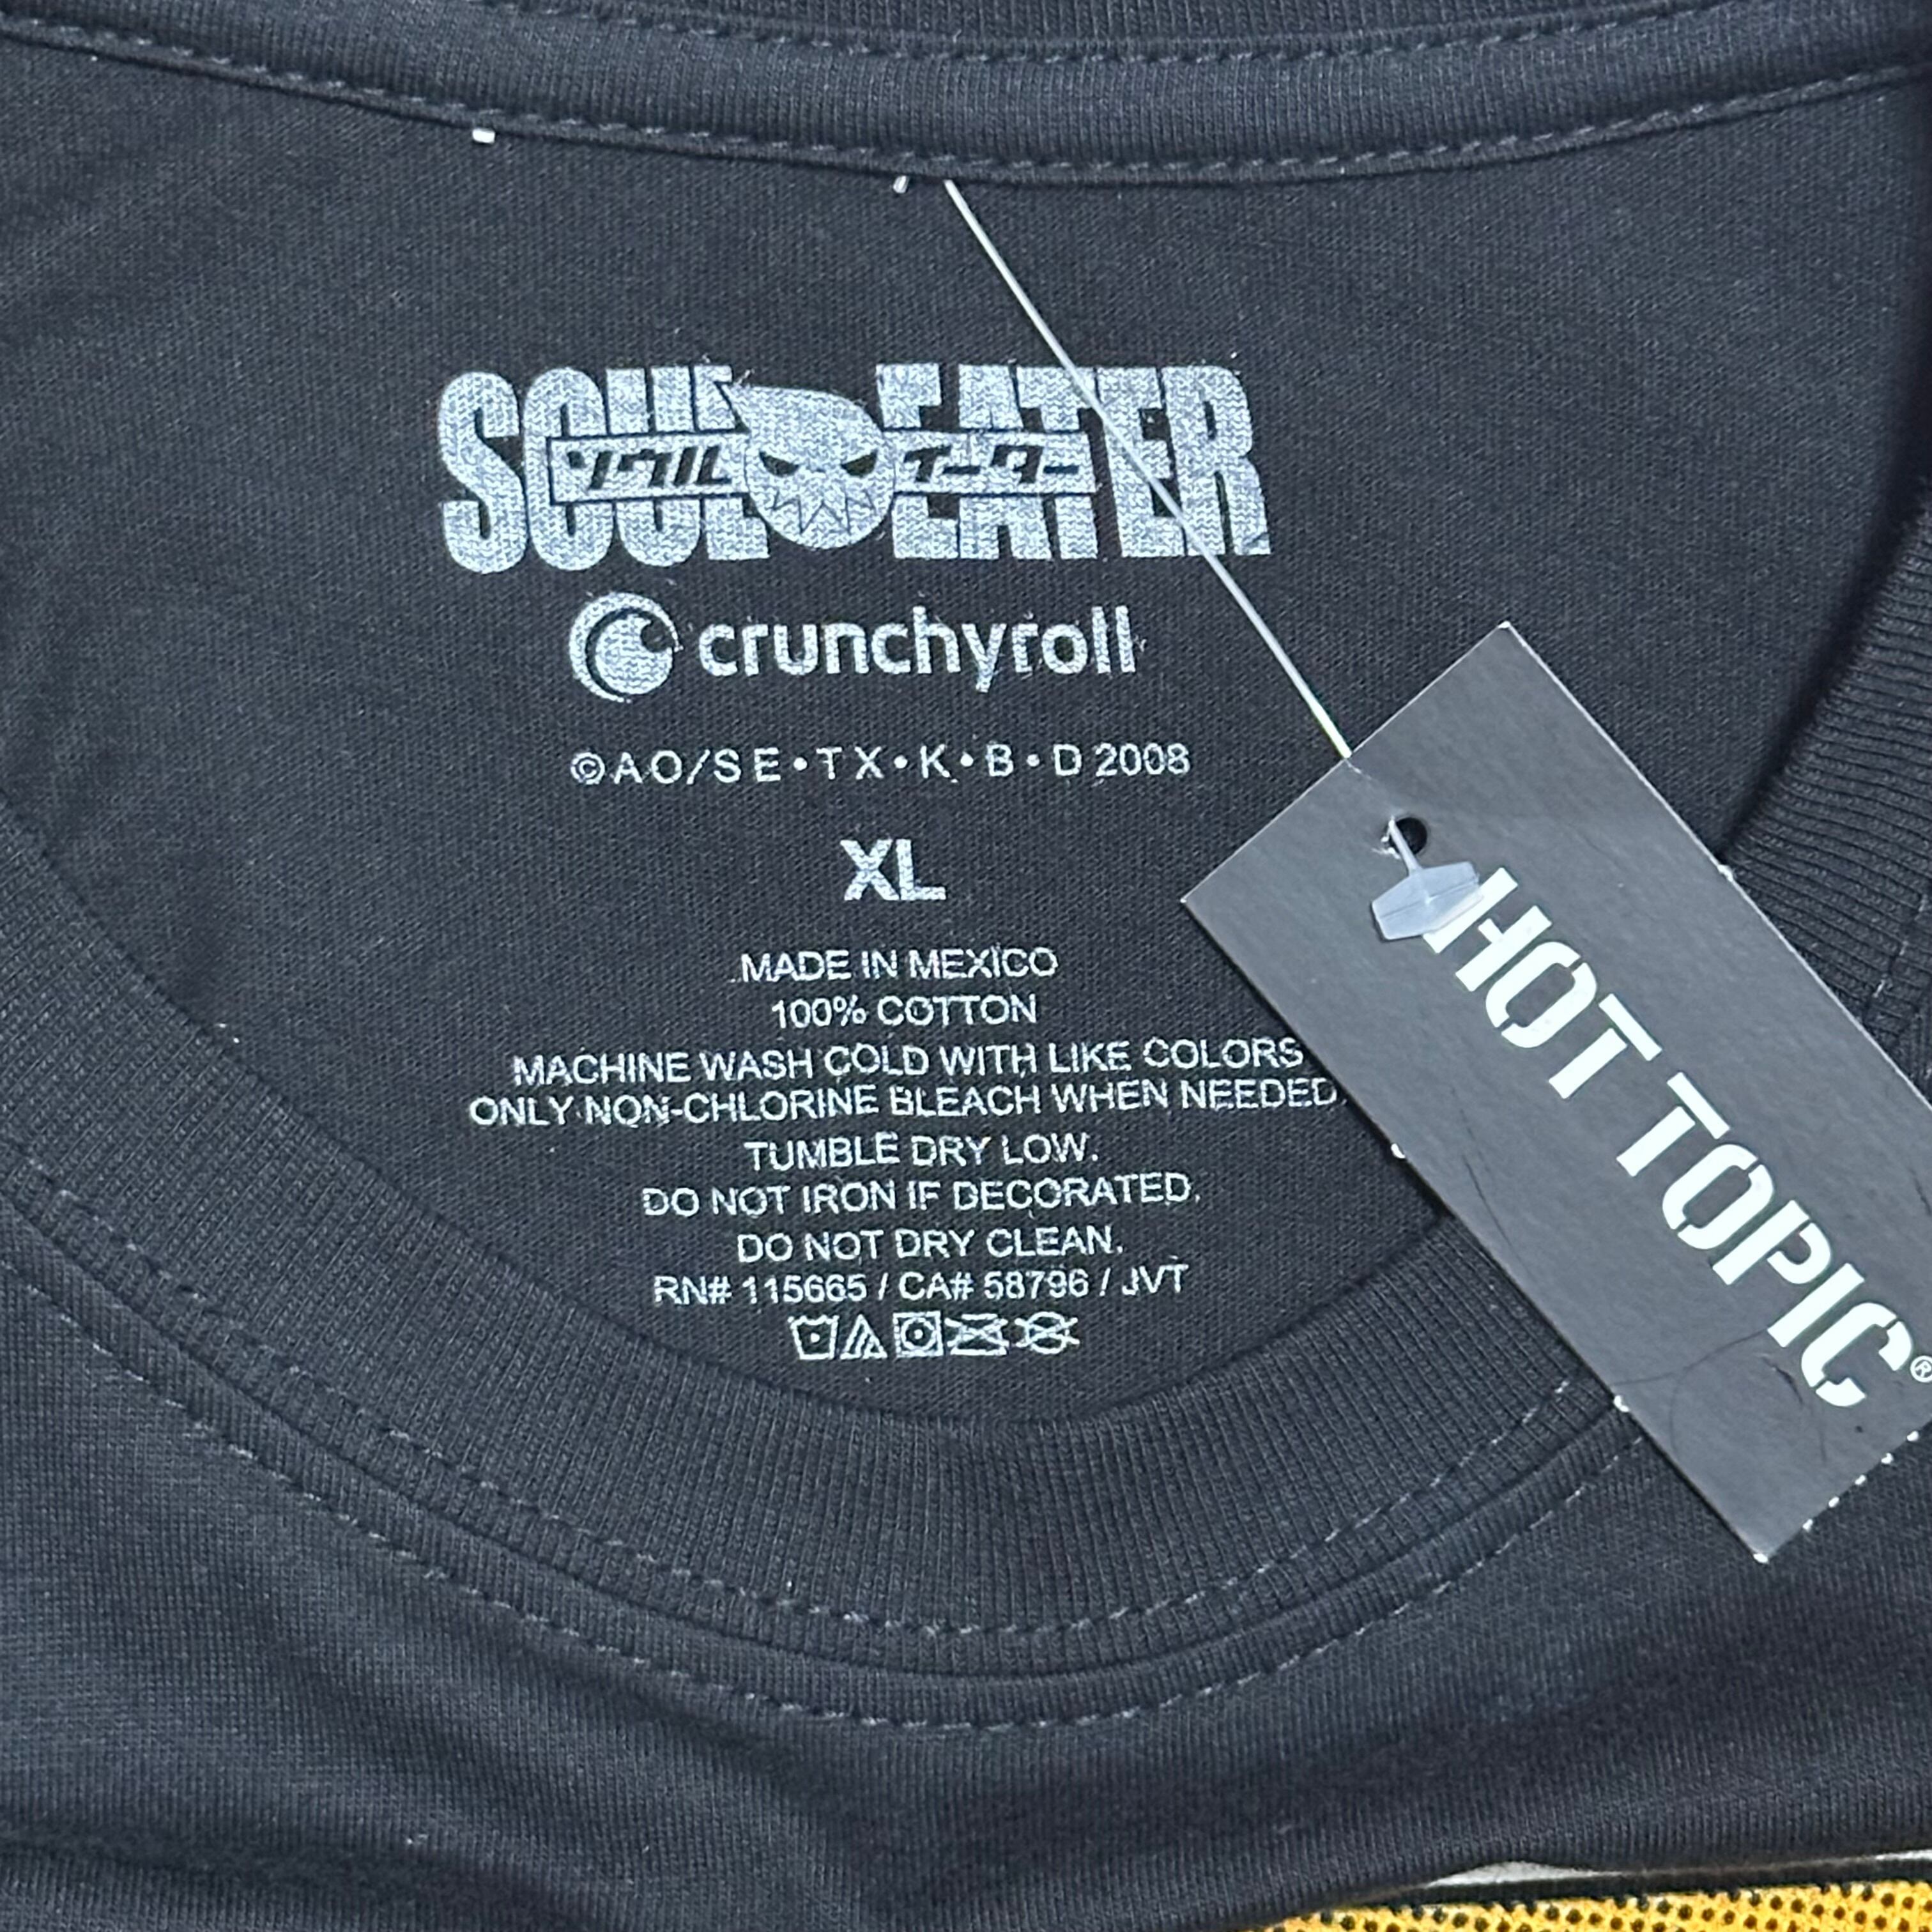 SOUL EATER
ソウル イーター
crunchyroll
©AO/SE•TX•K•B•D 2008
XL
MADE IN MEXICO
100% COTTON
MACHINE WASH COLD WITH LIKE COLORS
ONLY NON-CHLORINE BLEACH WHEN NEEDED.
TUMBLE DRY LOW.
DO NOT IRON IF DECORATED.
DO NOT DRY CLEAN.
RN# 115665 / CA# 58796 / JVT
HOT TOPIC®